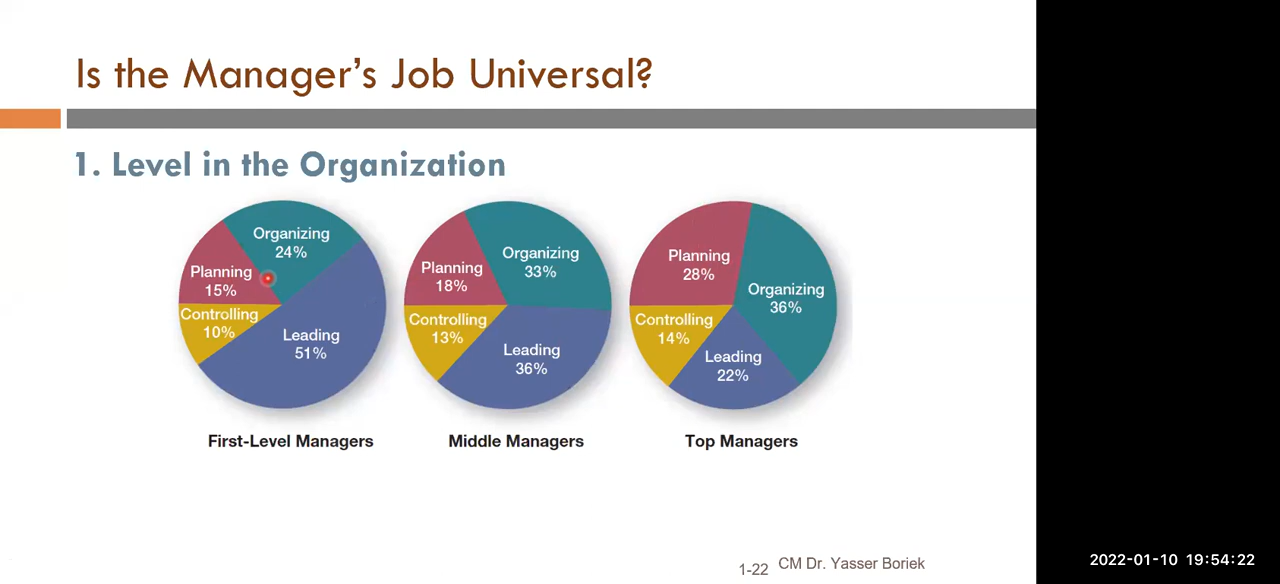 Is the Manager's Job Universal?
1. Level in the Organization
Organizing
24%
Planning
15%
Controlling
10%
Leading
51%
First-Level Managers
Organizing
33%
Planning
18%
Controlling
13%
Leading
36%
Middle Managers
Planning
28%
Organizing
36%
Controlling
14%
Leading
22%
Top Managers
1-22 CM Dr. Yasser Boriek
2022-01-10 19:54:22